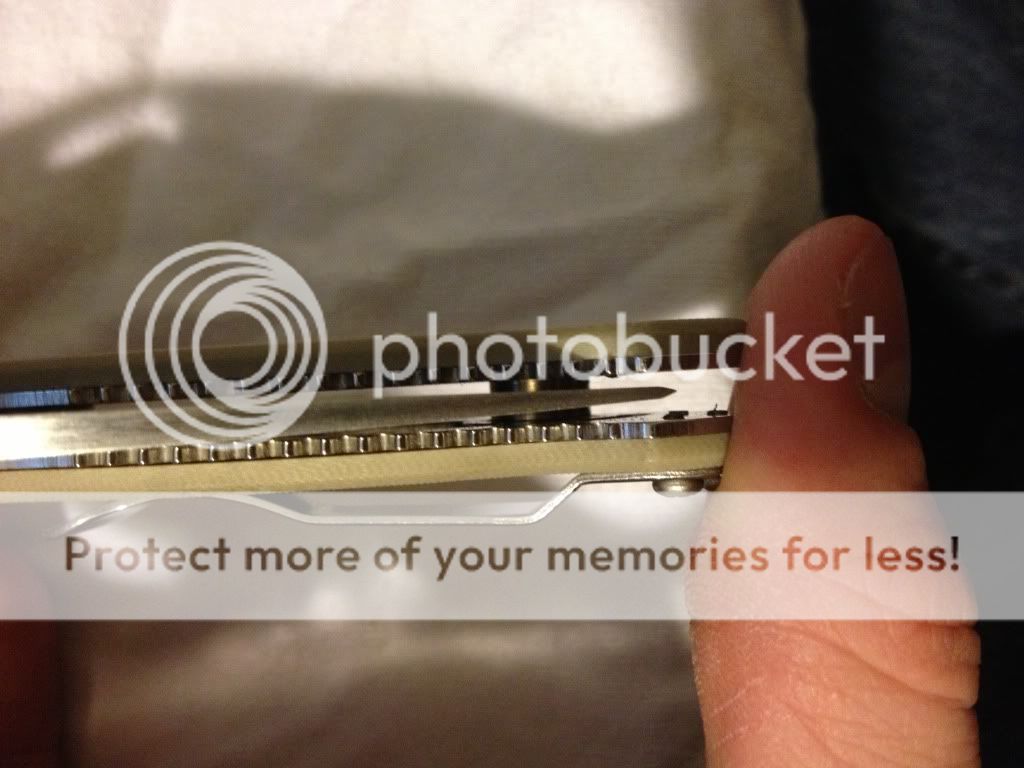 photobucket
Protect more of your memories for less!